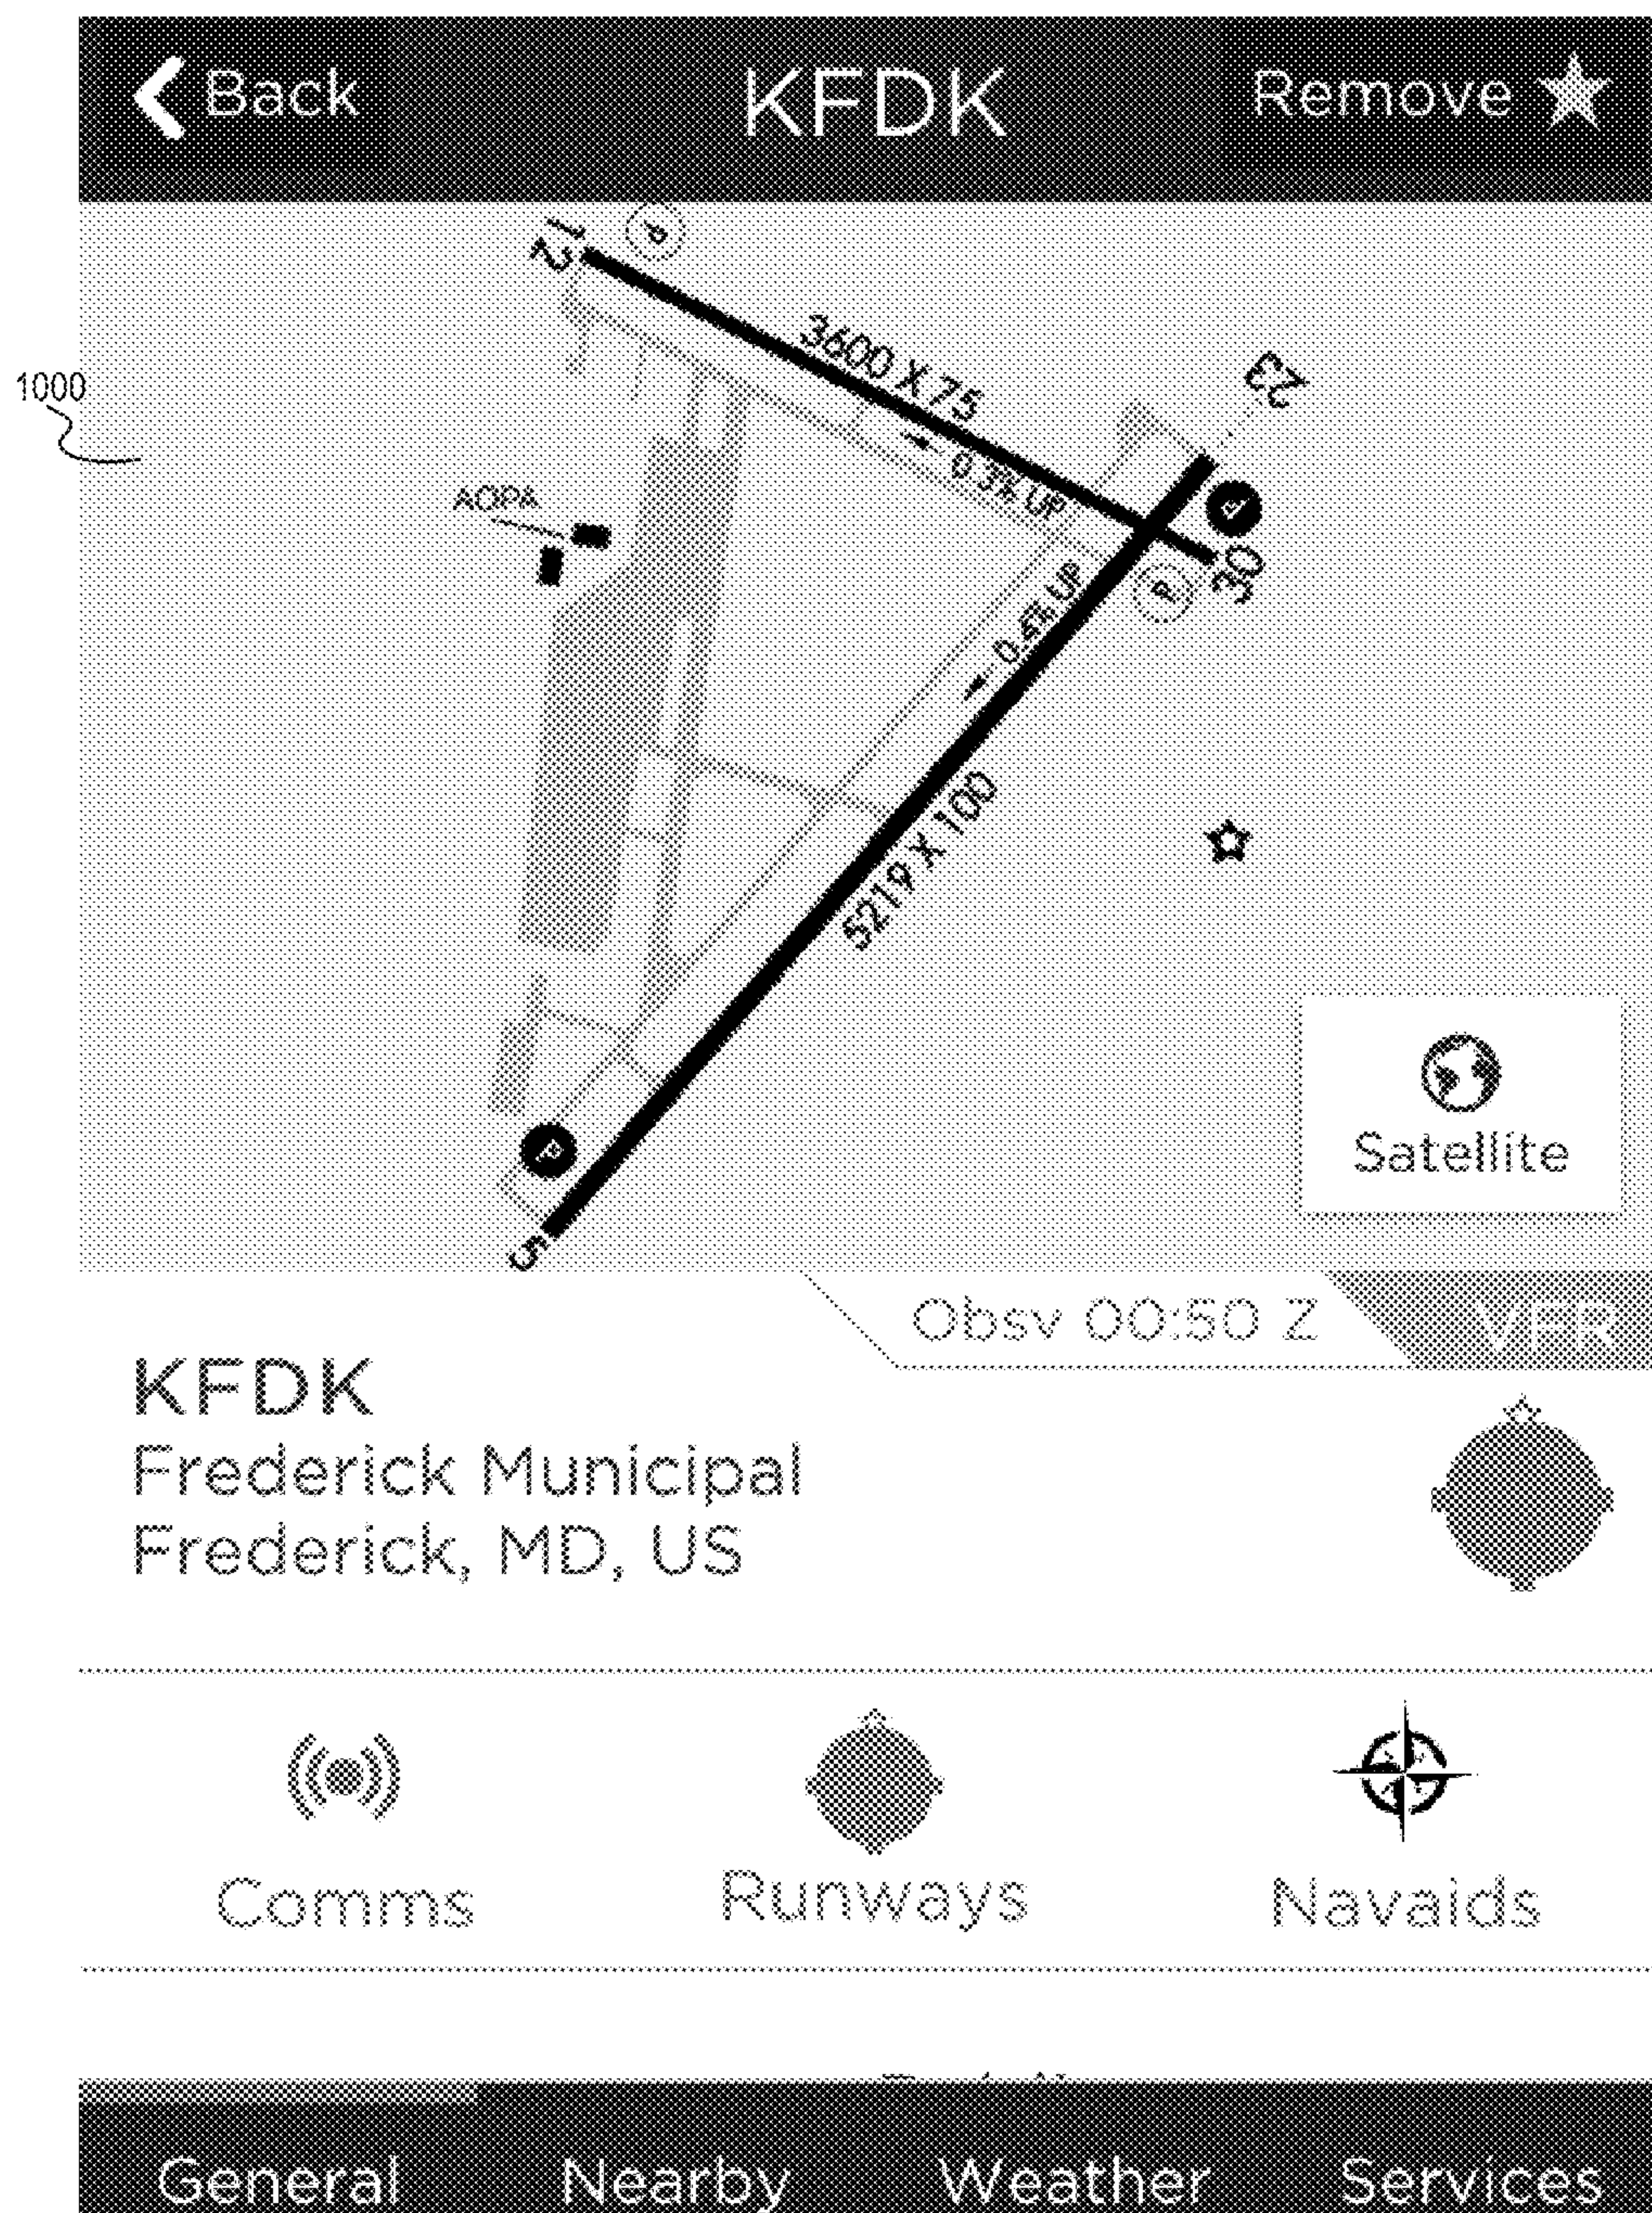 Back
KFDK
Remove
12
P
3600 X 75
23
1000
0.3% UP
AOPA
P
30
P
0.4% UP
5219 X 100
Satellite
P
5
Obsv 00:50 Z
VFR
KFDK
Frederick Municipal
Frederick, MD, US
Comms
Runways
Navaids
General
Nearby
Weather
Services